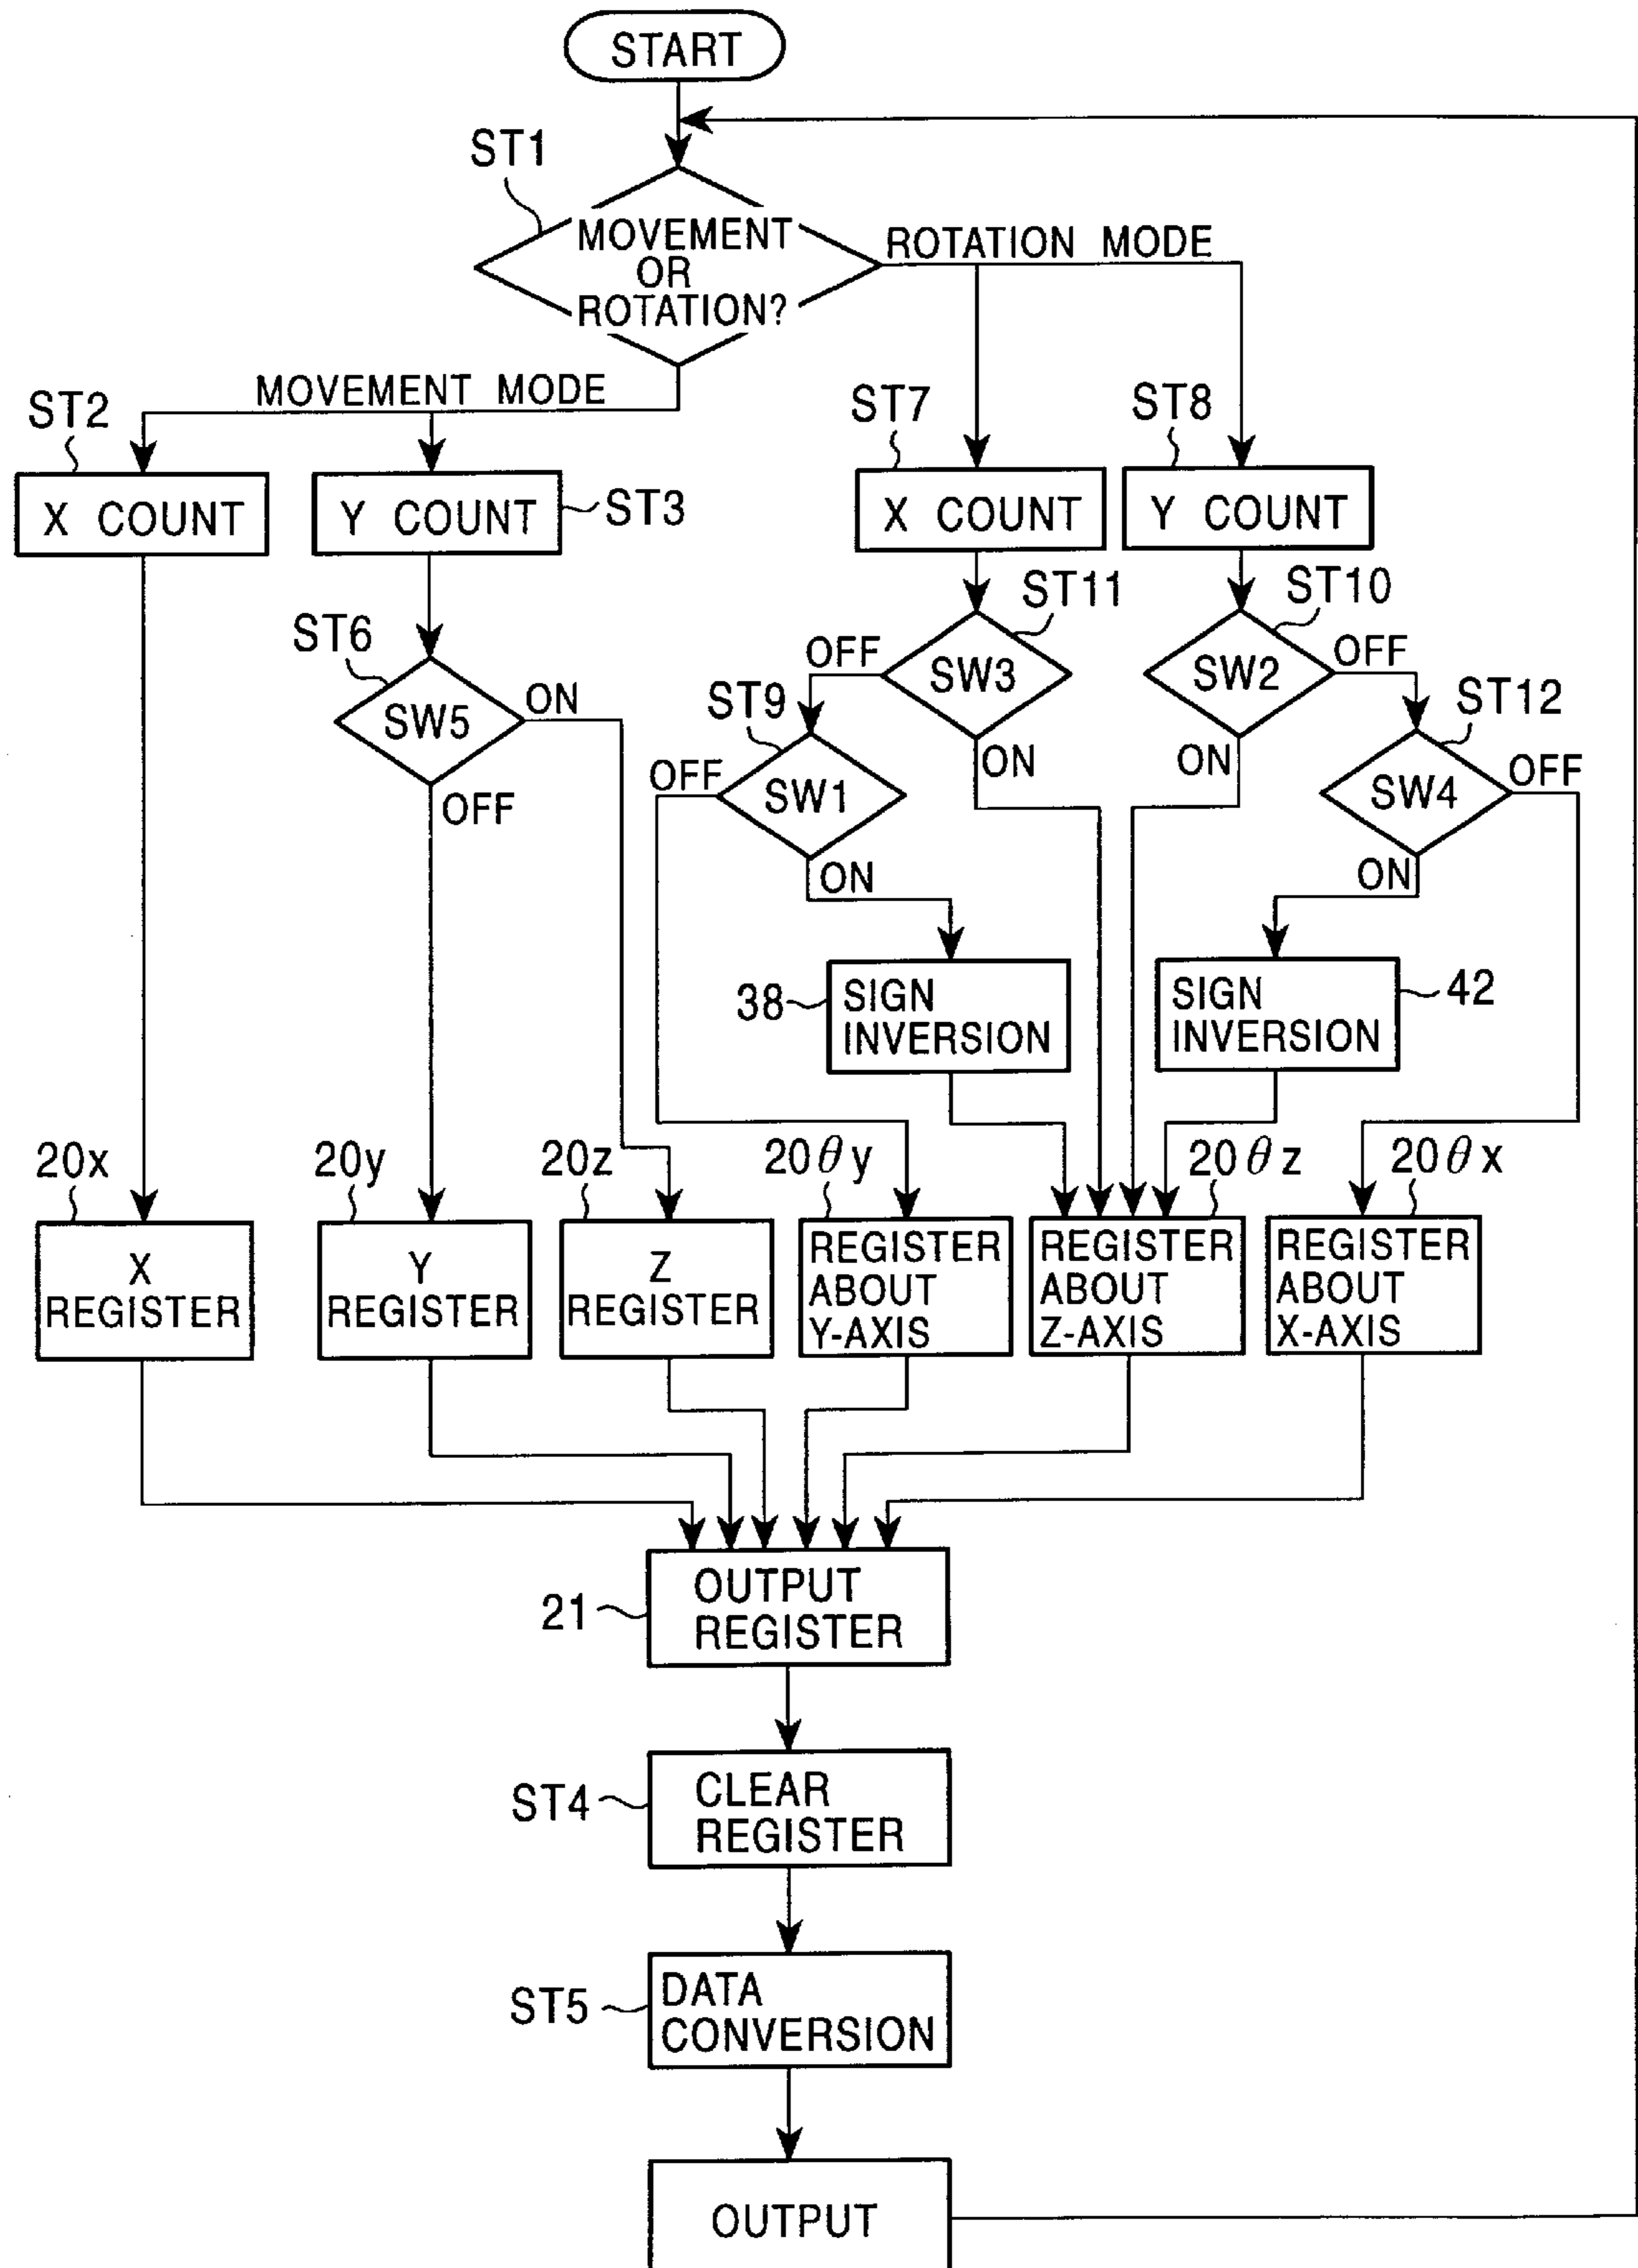 START
ST1
MOVEMENT
OR
ROTATION?
ROTATION MODE
MOVEMENT MODE
ST2
ST7
ST8
X COUNT
Y COUNT
ST3
X COUNT
Y COUNT
ST6
ST11
ST10
SW5
ON
OFF
OFF
SW3
ON
SW2
OFF
ON
ST9
ST12
OFF
SW1
ON
SW4
OFF
ON
38
SIGN
INVERSION
SIGN
INVERSION
42
20x
20y
20z
20θy
20θz
20θx
X
REGISTER
Y
REGISTER
Z
REGISTER
REGISTER
ABOUT
Y-AXIS
REGISTER
ABOUT
Z-AXIS
REGISTER
ABOUT
X-AXIS
21
OUTPUT
REGISTER
ST4
CLEAR
REGISTER
ST5
DATA
CONVERSION
OUTPUT